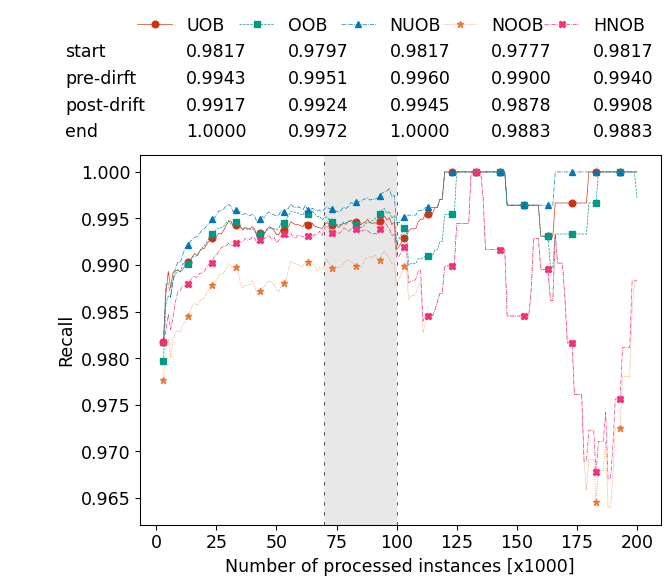 UOB OOB NUOB NOOB HNOB
start 0.9817 0.9797 0.9817 0.9777 0.9817
pre-dirft 0.9943 0.9951 0.9960 0.9900 0.9940
post-drift 0.9917 0.9924 0.9945 0.9878 0.9908
end 1.0000 0.9972 1.0000 0.9883 0.9883
1.000
0.995
0.990
0.985
0.980
0.975
0.970
0.965
Recall
0 25 50 75 100 125 150 175 200
Number of processed instances [x1000]